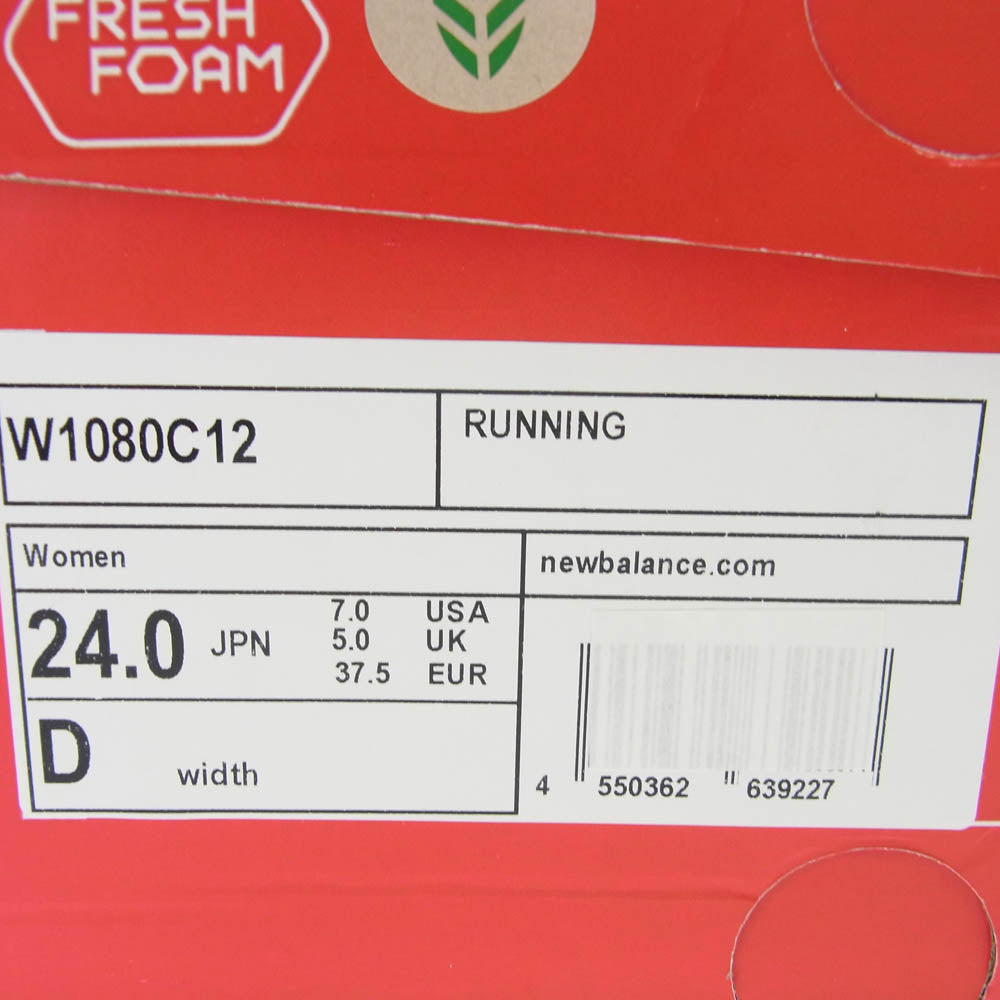 FRESH
FOAM
W1080C12
RUNNING
Women
newbalance.com
24.0 JPN
7.0 USA
5.0 UK
37.5 EUR
D width
4 550362 639227